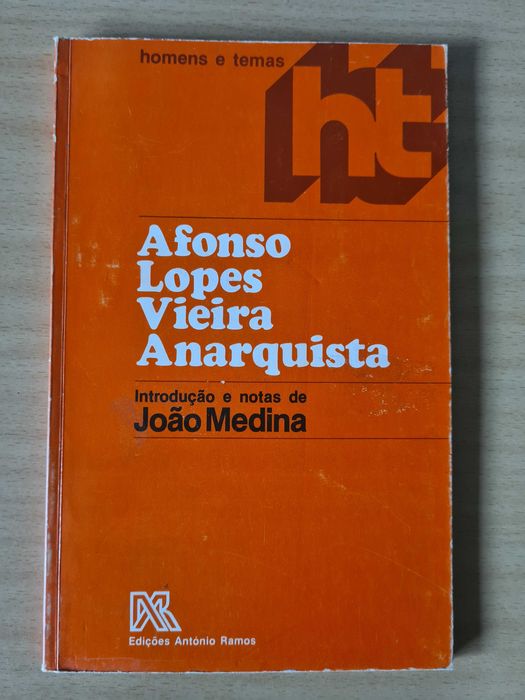 homens e temas
ht
Afonso
Lopes
Vieira
Anarquista
Introdução e notas de
João Medina
Edições António Ramos